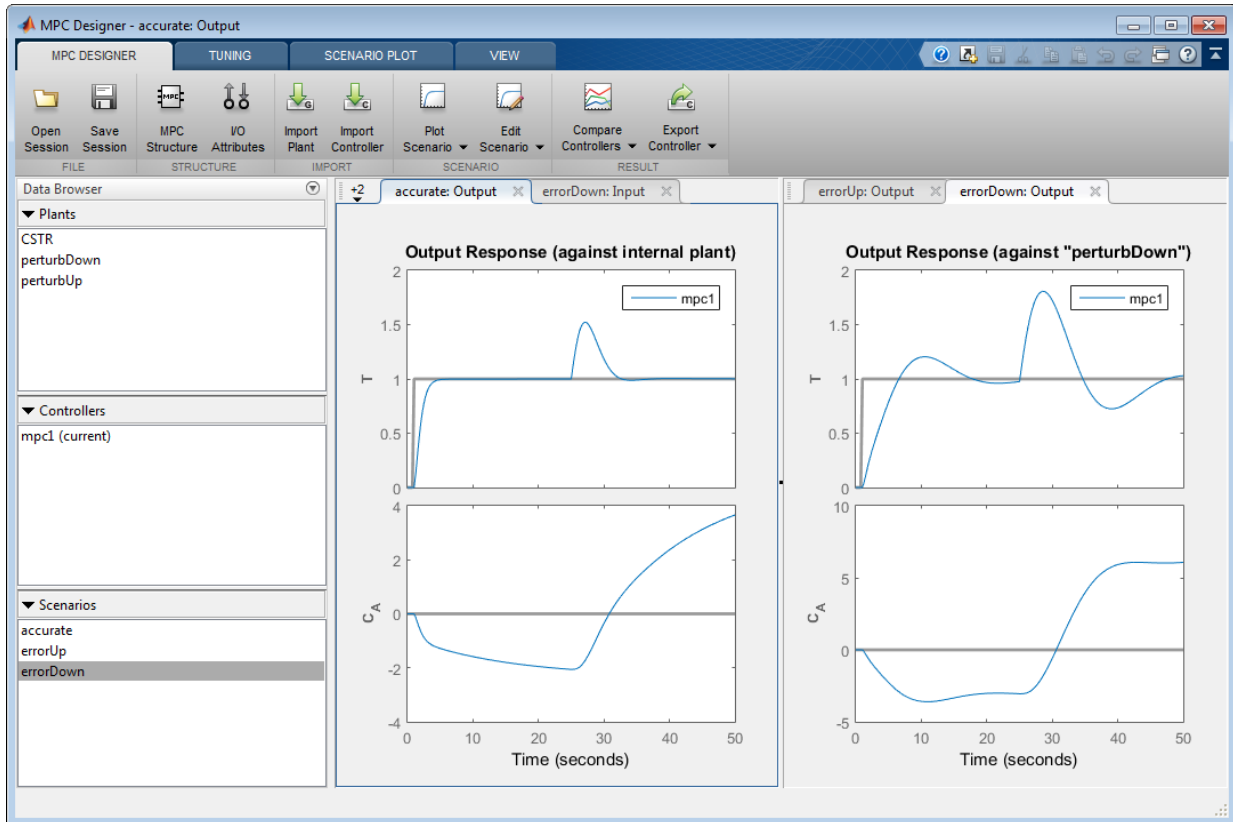 MPC Designer - accurate: Output
MPC DESIGNER TUNING SCENARIO PLOT VIEW
Open Session
Save Session
MPC Structure
I/O Attributes
Import Plant
Import Controller
Plot Scenario
Edit Scenario
Compare Controllers
Export Controller
FILE STRUCTURE IMPORT SCENARIO RESULT
Data Browser
Plants
CSTR
perturbDown
perturbUp
Controllers
mpc1 (current)
Scenarios
accurate
errorUp
errorDown
+2 accurate: Output errorDown: Input
Output Response (against internal plant)
mpc1
T
2
1.5
1
0.5
0
C_A
4
2
0
-2
-4
0 10 20 30 40 50
Time (seconds)
errorUp: Output errorDown: Output
Output Response (against "perturbDown")
mpc1
T
2
1.5
1
0.5
0
C_A
10
5
0
-5
0 10 20 30 40 50
Time (seconds)